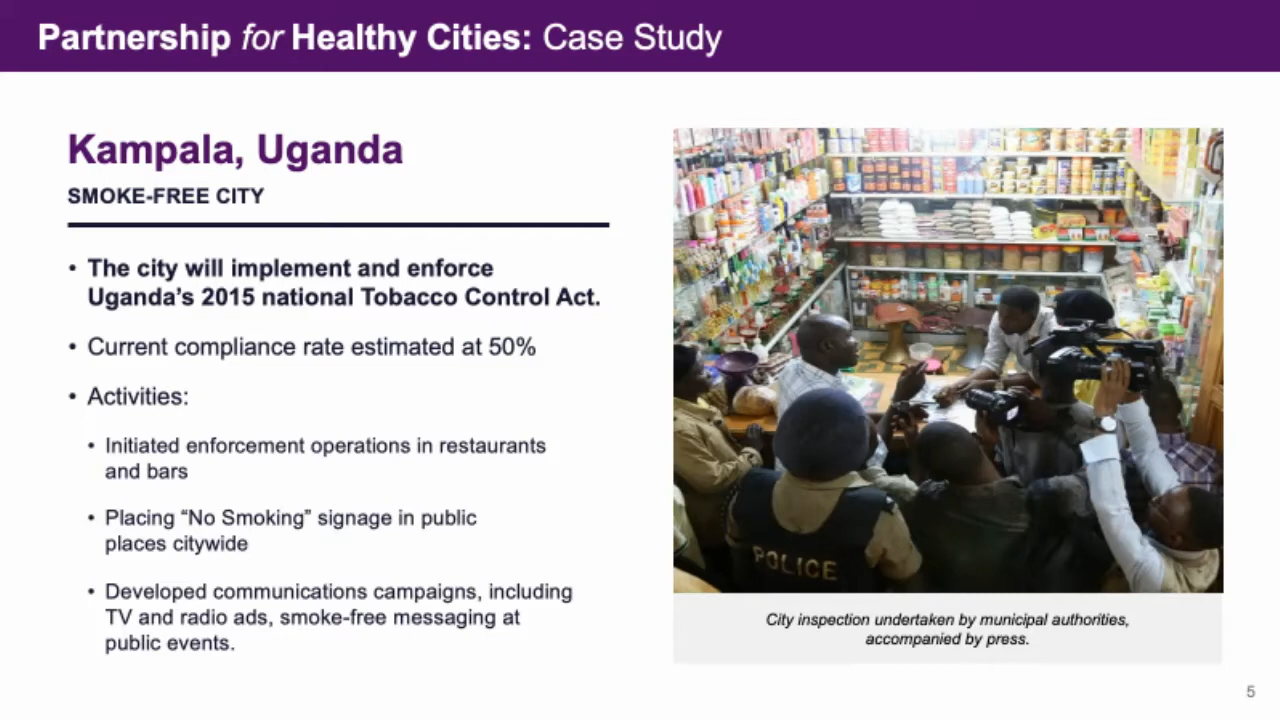 Partnership for Healthy Cities: Case Study
Kampala, Uganda
SMOKE-FREE CITY
• The city will implement and enforce
Uganda’s 2015 national Tobacco Control Act.
• Current compliance rate estimated at 50%
• Activities:
• Initiated enforcement operations in restaurants
and bars
• Placing “No Smoking” signage in public
places citywide
• Developed communications campaigns, including
TV and radio ads, smoke-free messaging at
public events.
POLICE
City inspection undertaken by municipal authorities,
accompanied by press.
5